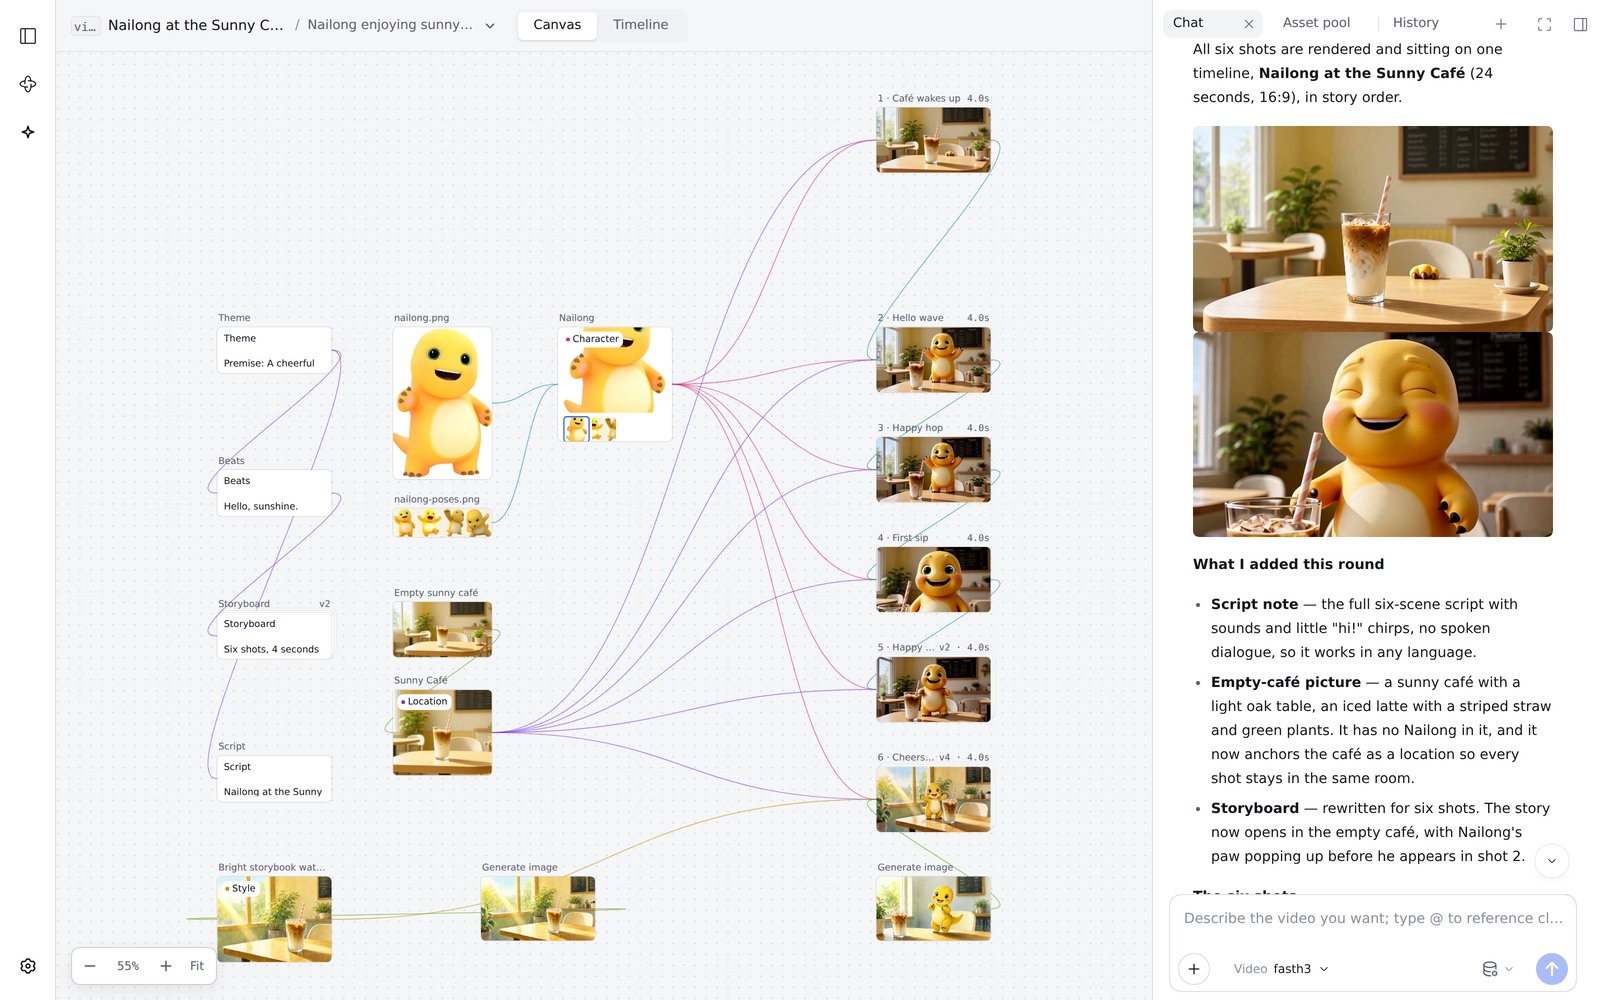 vi...
Nailong at the Sunny C...
/
Nailong enjoying sunny...
Canvas
Timeline
1 · Café wakes up 4.0s
Theme
Theme
Premise: A cheerful
nailong.png
Nailong
Character
2 · Hello wave 4.0s
3 · Happy hop 4.0s
Beats
Beats
Hello, sunshine.
nailong-poses.png
4 · First sip 4.0s
Storyboard v2
Storyboard
Six shots, 4 seconds
Empty sunny café
5 · Happy ... v2 · 4.0s
Sunny Café
Location
Script
Script
Nailong at the Sunny
6 · Cheers... v4 · 4.0s
Bright storybook wat...
Style
Generate image
Generate image
55%
Fit
Chat
Asset pool
History
All six shots are rendered and sitting on one
timeline, Nailong at the Sunny Café (24
seconds, 16:9), in story order.
What I added this round
• Script note — the full six-scene script with
sounds and little "hi!" chirps, no spoken
dialogue, so it works in any language.
• Empty-café picture — a sunny café with a
light oak table, an iced latte with a striped straw
and green plants. It has no Nailong in it, and it
now anchors the café as a location so every
shot stays in the same room.
• Storyboard — rewritten for six shots. The story
now opens in the empty café, with Nailong's
paw popping up before he appears in shot 2.
The six shots
Describe the video you want; type @ to reference cl...
Video fasth3